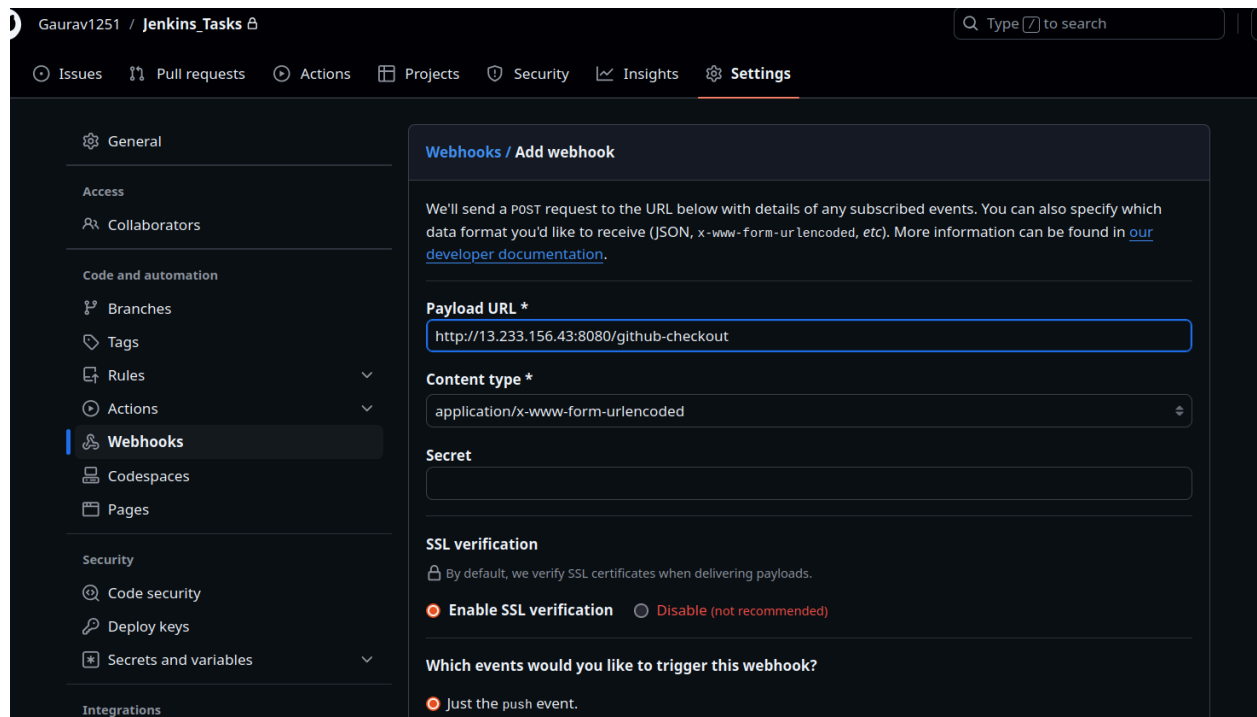 Gaurav1251 / Jenkins_Tasks
Type / to search
Issues Pull requests Actions Projects Security Insights Settings
General
Access
Collaborators
Code and automation
Branches
Tags
Rules
Actions
Webhooks
Codespaces
Pages
Security
Code security
Deploy keys
Secrets and variables
Integrations
Webhooks / Add webhook
We'll send a POST request to the URL below with details of any subscribed events. You can also specify which
data format you'd like to receive (JSON, x-www-form-urlencoded, etc). More information can be found in our
developer documentation.
Payload URL *
http://13.233.156.43:8080/github-checkout
Content type *
application/x-www-form-urlencoded
Secret
SSL verification
By default, we verify SSL certificates when delivering payloads.
Enable SSL verification Disable (not recommended)
Which events would you like to trigger this webhook?
Just the push event.